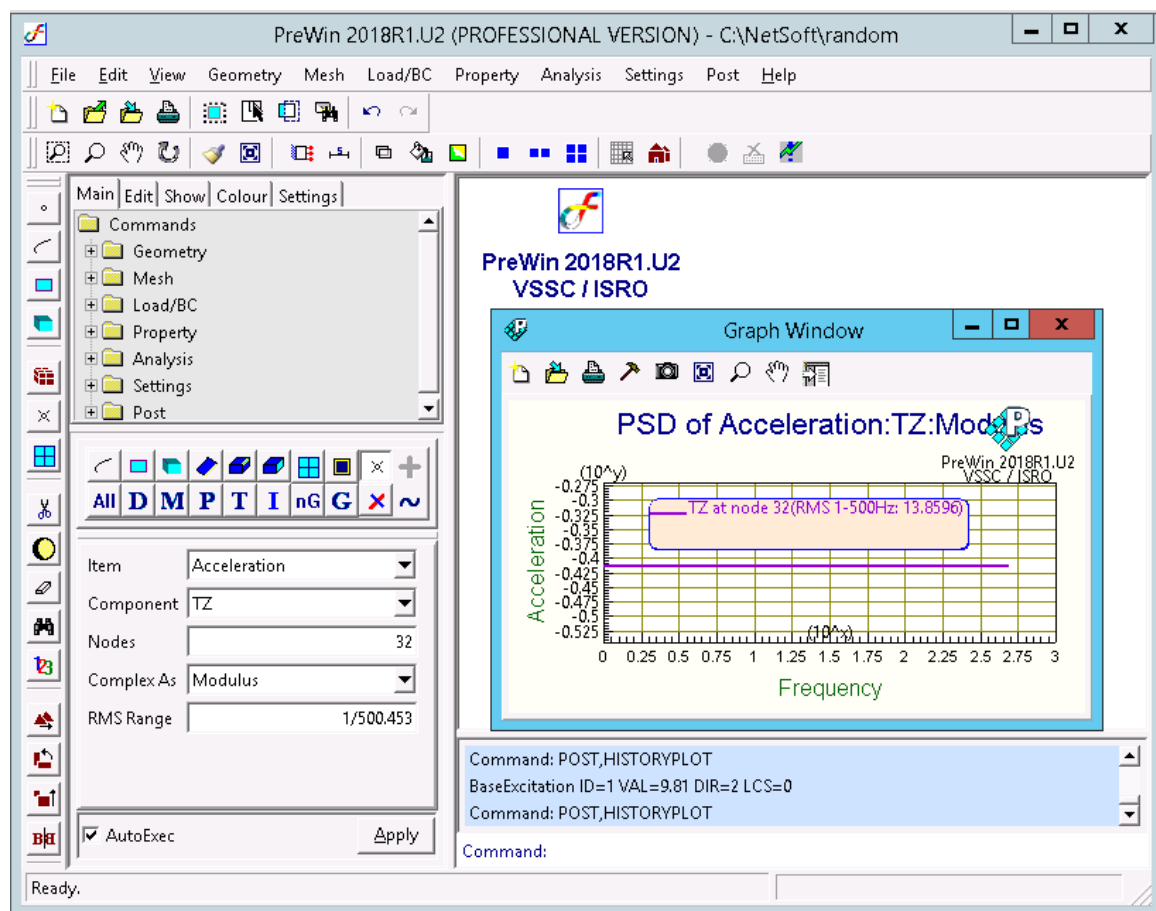 PreWin 2018R1.U2 (PROFESSIONAL VERSION) - C:\NetSoft\random
File Edit View Geometry Mesh Load/BC Property Analysis Settings Post Help
Main Edit Show Colour Settings
Commands
Geometry
Mesh
Load/BC
Property
Analysis
Settings
Post
All D M P T I nG G
Item Acceleration
Component TZ
Nodes 32
Complex As Modulus
RMS Range 1/500.453
AutoExec Apply
123
B
PreWin 2018R1.U2
VSSC / ISRO
Graph Window
PSD of Acceleration:TZ:Mod s
PreWin 2018R1.U2
VSSC / ISRO
(10^y)
-0.275
-0.3
-0.325
-0.35
-0.375
-0.4
-0.425
-0.45
-0.475
-0.5
-0.525
Acceleration
TZ at node 32(RMS 1-500Hz: 13.8596)
(10^x)
0 0.25 0.5 0.75 1 1.25 1.5 1.75 2 2.25 2.5 2.75 3
Frequency
Command: POST,HISTORYPLOT
BaseExcitation ID=1 VAL=9.81 DIR=2 LCS=0
Command: POST,HISTORYPLOT
Command:
Ready.